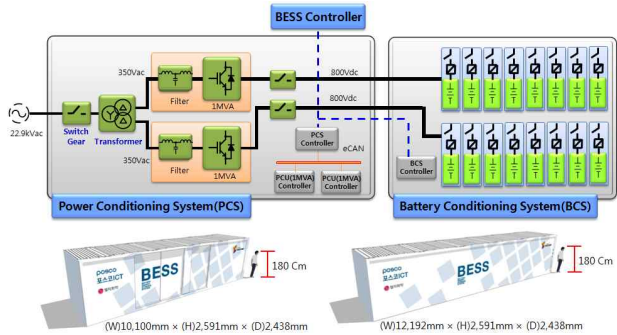 BESS Controller
350Vac
Filter
1MVA
800Vdc
800Vdc
22.9kVac
Switch
Gear
Transformer
350Vac
Filter
1MVA
PCS
Controller
eCAN
PCU(1MVA)
Controller
PCU(1MVA)
Controller
BCS
Controller
Power Conditioning System(PCS)
Battery Conditioning System(BCS)
posco
포스코ICT
BESS
180 Cm
(W)10,100mm × (H)2,591mm × (D)2,438mm
posco
포스코ICT
BESS
180 Cm
(W)12,192mm × (H)2,591mm × (D)2,438mm